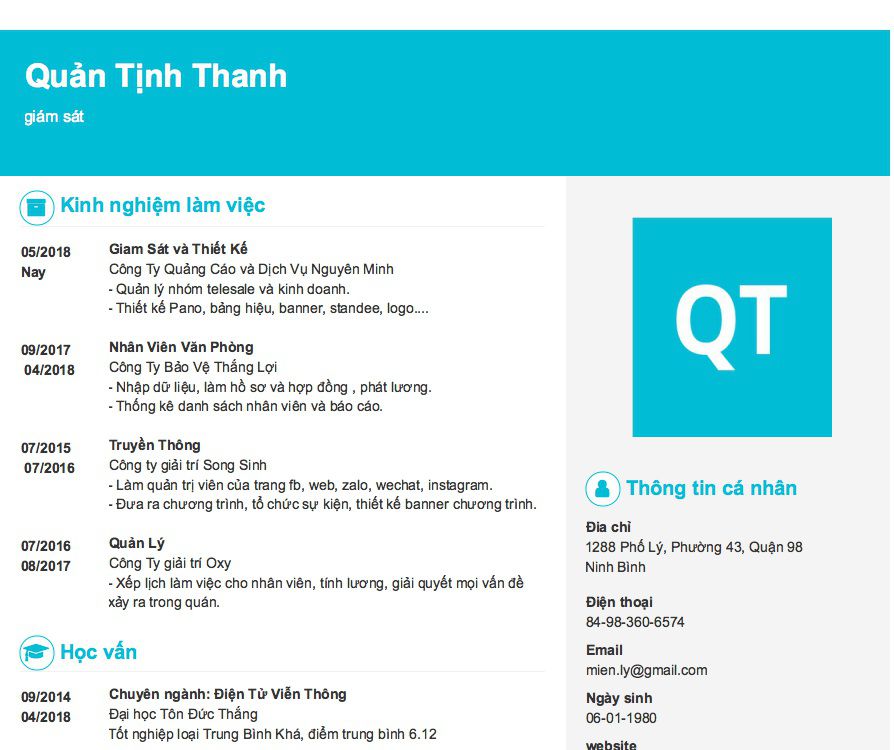 Quản Tịnh Thanh
giám sát
Kinh nghiệm làm việc
05/2018
Nay
Giam Sát và Thiết Kế
Công Ty Quảng Cáo và Dịch Vụ Nguyên Minh
- Quản lý nhóm telesale và kinh doanh.
- Thiết kế Pano, bảng hiệu, banner, standee, logo....
09/2017
04/2018
Nhân Viên Văn Phòng
Công Ty Bảo Vệ Thắng Lợi
- Nhập dữ liệu, làm hồ sơ và hợp đồng , phát lương.
- Thống kê danh sách nhân viên và báo cáo.
07/2015
07/2016
Truyền Thông
Công ty giải trí Song Sinh
- Làm quản trị viên của trang fb, web, zalo, wechat, instagram.
- Đưa ra chương trình, tổ chức sự kiện, thiết kế banner chương trình.
07/2016
08/2017
Quản Lý
Công Ty giải trí Oxy
- Xếp lịch làm việc cho nhân viên, tính lương, giải quyết mọi vấn đề
xảy ra trong quán.
Học vấn
09/2014
04/2018
Chuyên ngành: Điện Tử Viễn Thông
Đại học Tôn Đức Thắng
Tốt nghiệp loại Trung Bình Khá, điểm trung bình 6.12
QT
Thông tin cá nhân
Đia chỉ
1288 Phố Lý, Phường 43, Quận 98
Ninh Bình
Điện thoại
84-98-360-6574
Email
mien.ly@gmail.com
Ngày sinh
06-01-1980
website